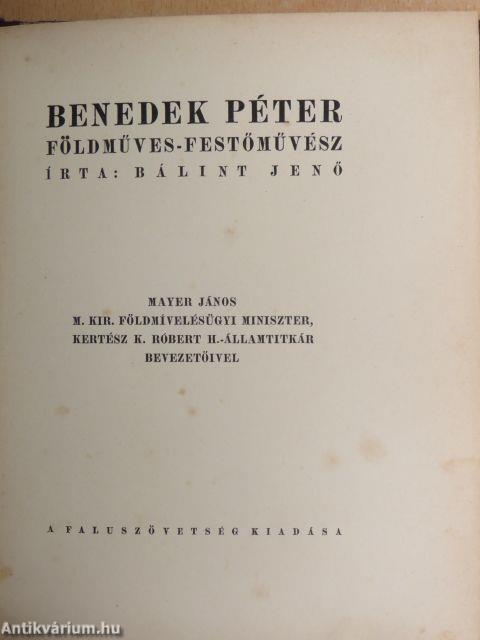 BENEDEK PÉTER
FÖLDMŰVES-FESTŐMŰVÉSZ
ÍRTA: BÁLINT JENŐ
MAYER JÁNOS
M. KIR. FÖLDMÍVELÉSÜGYI MINISZTER,
KERTÉSZ K. RÓBERT H.-ÁLLAMTITKÁR
BEVEZETŐIVEL
A FALUSZÖVETSÉG KIADÁSA
Antikvárium.hu